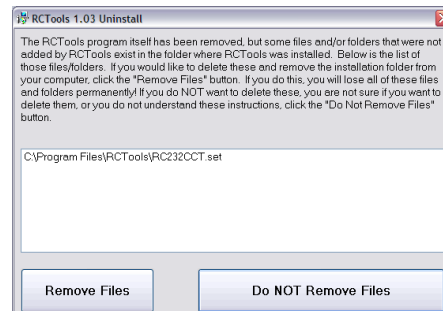 RCTools 1.03 Uninstall
The RCTools program itself has been removed, but some files and/or folders that were not
added by RCTools exist in the folder where RCTools was installed. Below is the list of
those files/folders. If you would like to delete these and remove the installation folder from
your computer, click the "Remove Files" button. If you do this, you will lose all of these files
and folders permanently! If you do NOT want to delete these, you are not sure if you want to
delete them, or you do not understand these instructions, click the "Do Not Remove Files"
button.
C:\Program Files\RCTools\RC232CCT.set
Remove Files
Do NOT Remove Files